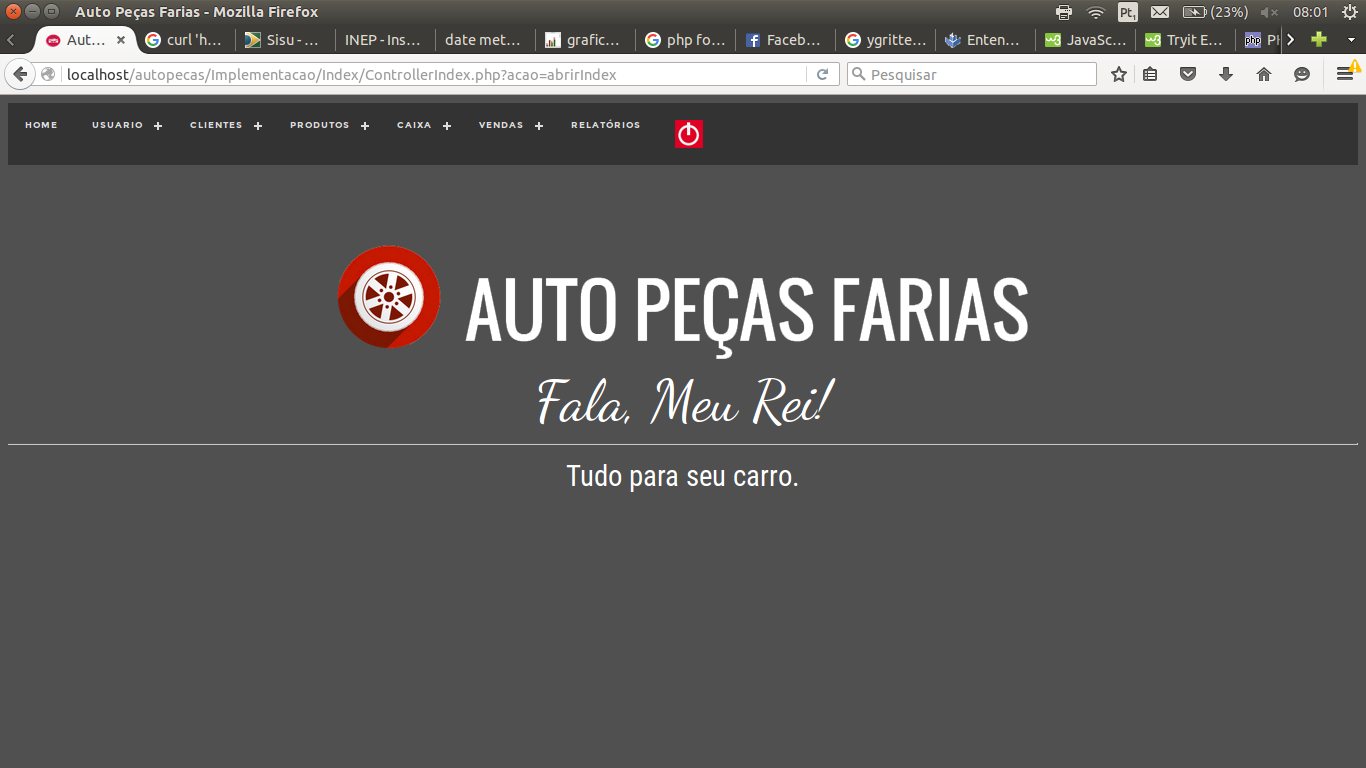 Auto Peças Farias - Mozilla Firefox
Pt1 (23%) 08:01
Aut... curl 'h... Sisu - ... INEP - Ins... date met... grafic... php fo... Faceb... ygritte... Enten... JavaSc... Tryit E... PH
localhost/autopecas/Implementacao/Index/ControllerIndex.php?acao=abrirIndex
Pesquisar
HOME USUARIO + CLIENTES + PRODUTOS + CAIXA + VENDAS + RELATÓRIOS
AUTO PEÇAS FARIAS
Fala, Meu Rei!
Tudo para seu carro.